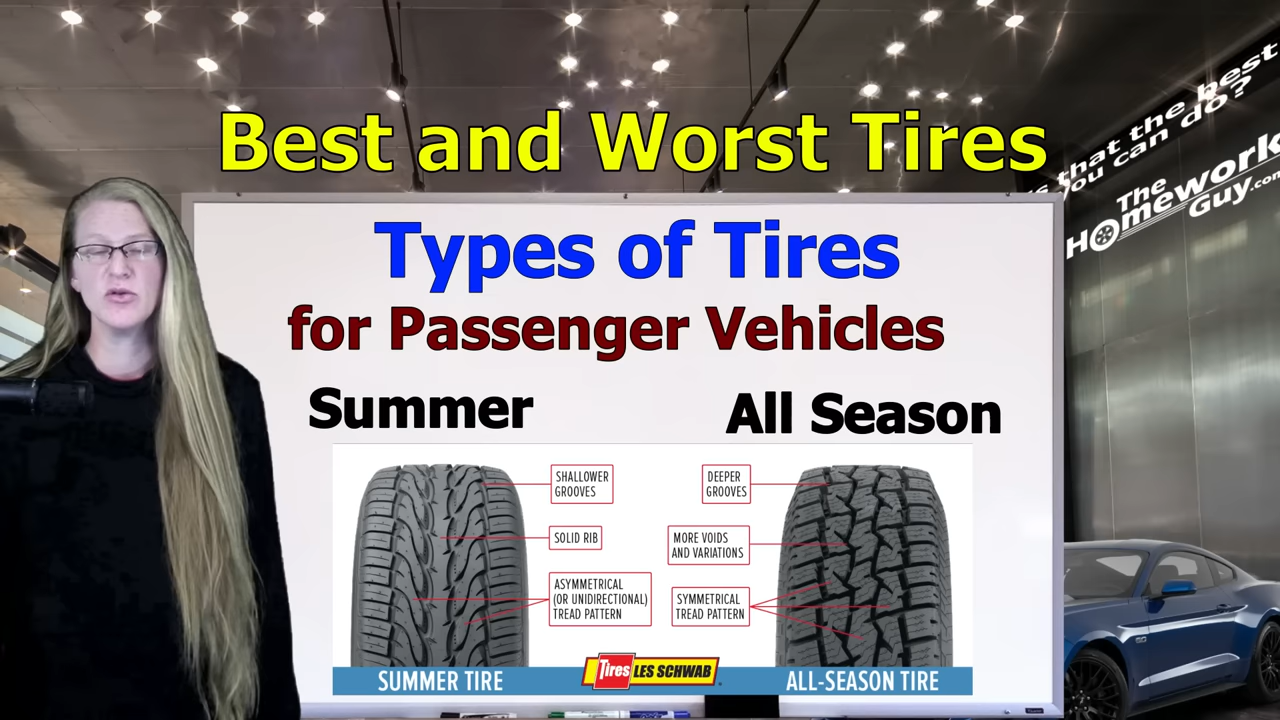 Best and Worst Tires
s that the best
you can do?
The
Homework
Guy.com
Types of Tires
for Passenger Vehicles
Summer
All Season
SHALLOWER
GROOVES
SOLID RIB
ASYMMETRICAL
(OR UNIDIRECTIONAL)
TREAD PATTERN
DEEPER
GROOVES
MORE VOIDS
AND VARIATIONS
SYMMETRICAL
TREAD PATTERN
SUMMER TIRE
Tires LES SCHWAB
ALL-SEASON TIRE